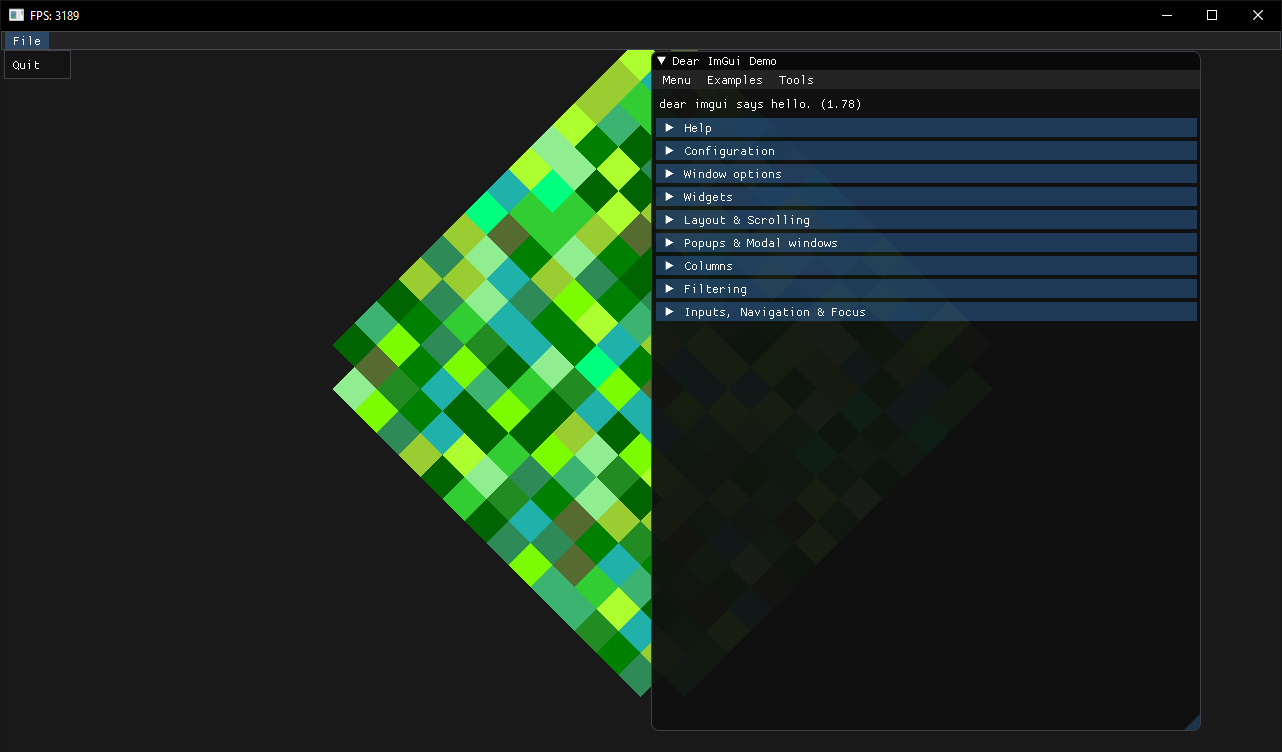 FPS: 3189
File
Quit
Dear ImGui Demo
Menu Examples Tools
dear imgui says hello. (1.78)
Help
Configuration
Window options
Widgets
Layout & Scrolling
Popups & Modal windows
Columns
Filtering
Inputs, Navigation & Focus